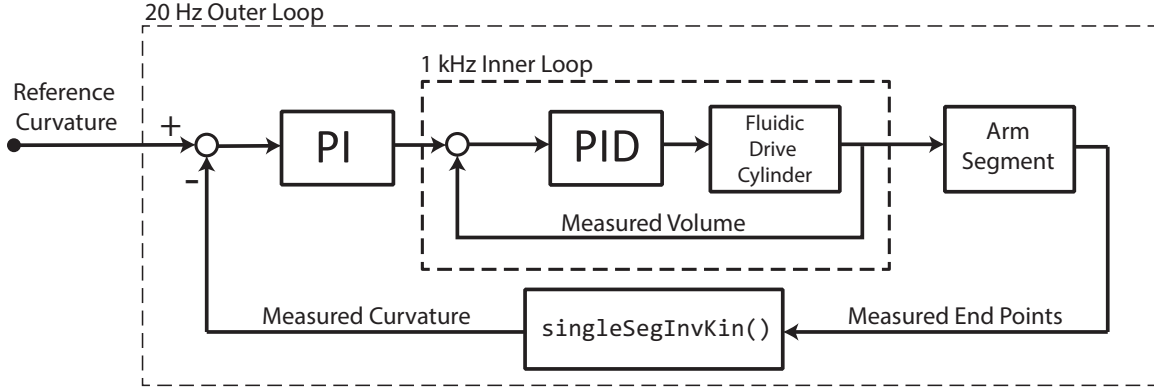 20 Hz Outer Loop
1 kHz Inner Loop
Reference
Curvature
+
-
PI
PID
Fluidic
Drive
Cylinder
Arm
Segment
Measured Volume
Measured Curvature
singleSegInvKin()
Measured End Points